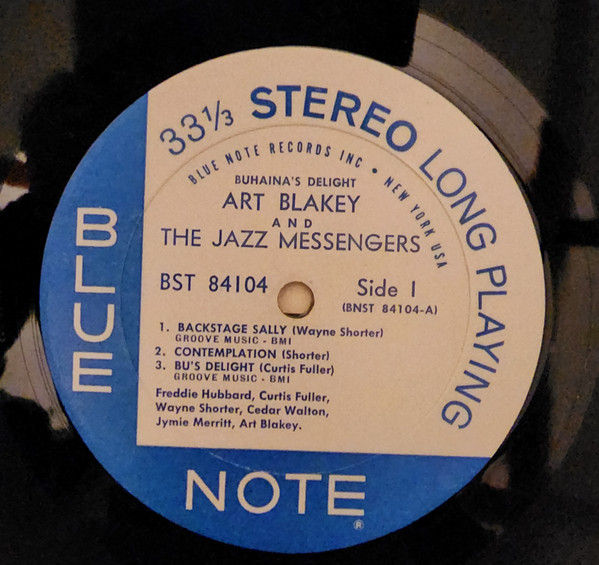 33⅓ STEREO LONG PLAYING
BLUE NOTE RECORDS INC • NEW YORK USA
BUHAINA'S DELIGHT
ART BLAKEY
AND
THE JAZZ MESSENGERS
BST 84104
Side 1
(BNST 84104-A)
1. BACKSTAGE SALLY (Wayne Shorter)
GROOVE MUSIC - BMI
2. CONTEMPLATION (Shorter)
3. BU'S DELIGHT (Curtis Fuller)
GROOVE MUSIC - BMI
Freddie Hubbard, Curtis Fuller,
Wayne Shorter, Cedar Walton,
Jymie Merritt, Art Blakey.
BLUE
NOTE®